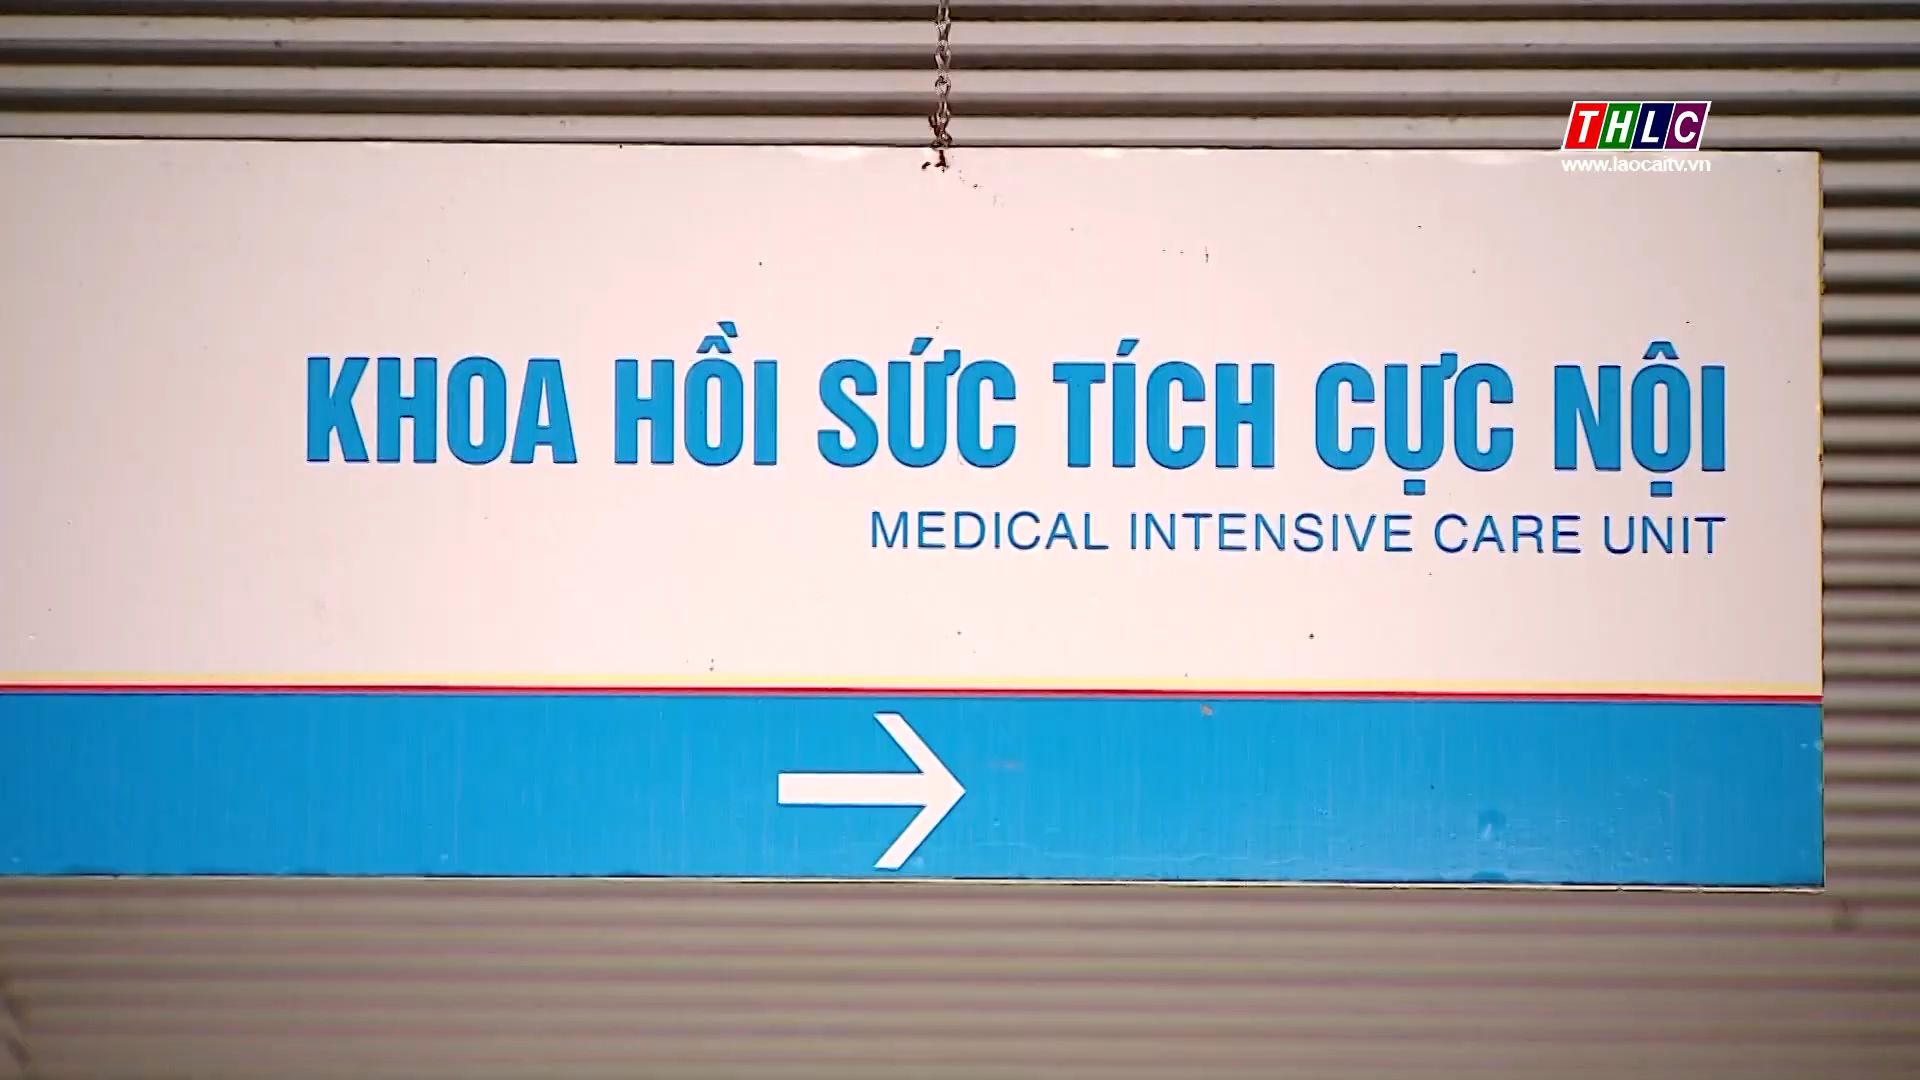 THLC
www.laocaitv.vn
KHOA HỒI SỨC TÍCH CỰC NỘI
MEDICAL INTENSIVE CARE UNIT